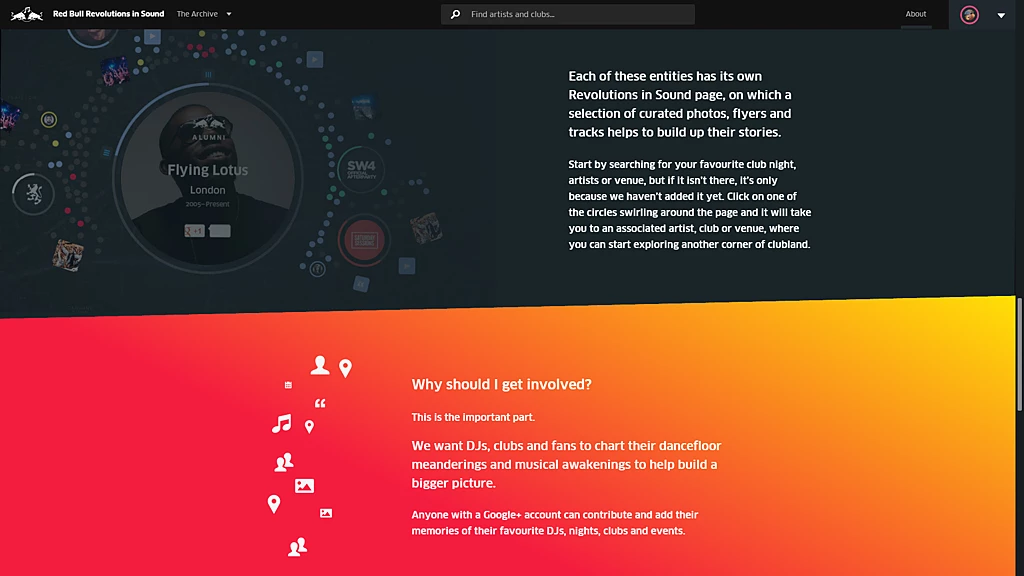 Red Bull Revolutions in Sound
The Archive
Find artists and clubs...
About
ALUMNI
Flying Lotus
London
2005–Present
+1
SW4
OFFICIAL
AFTERPARTY
Each of these entities has its own
Revolutions in Sound page, on which a
selection of curated photos, flyers and
tracks helps to build up their stories.
Start by searching for your favourite club night,
artists or venue, but if it isn't there, it's only
because we haven't added it yet. Click on one of
the circles swirling around the page and it will take
you to an associated artist, club or venue, where
you can start exploring another corner of clubland.
Why should I get involved?
This is the important part.
We want DJs, clubs and fans to chart their dancefloor
meanderings and musical awakenings to help build a
bigger picture.
Anyone with a Google+ account can contribute and add their
memories of their favourite DJs, nights, clubs and events.